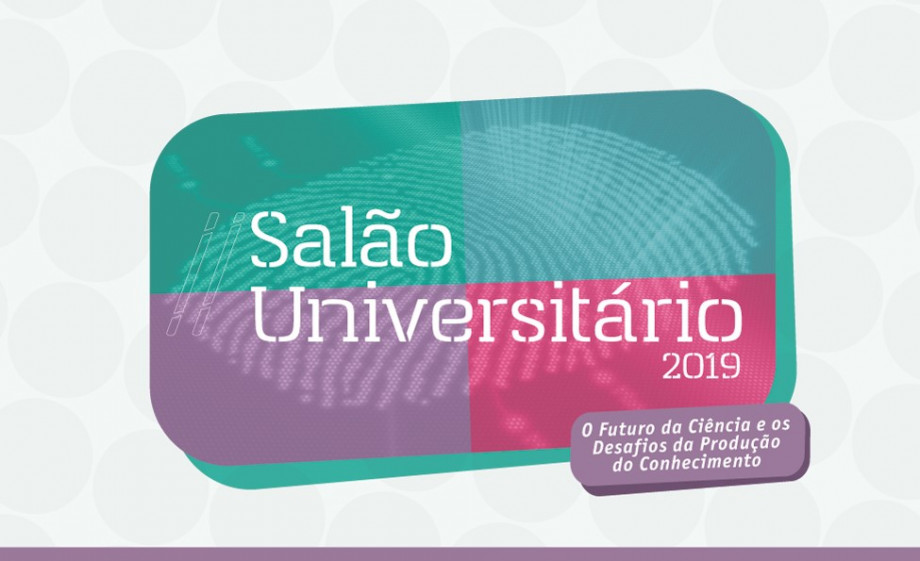 Salão
Universitário
2019
O Futuro da Ciência e os
Desafios da Produção
do Conhecimento